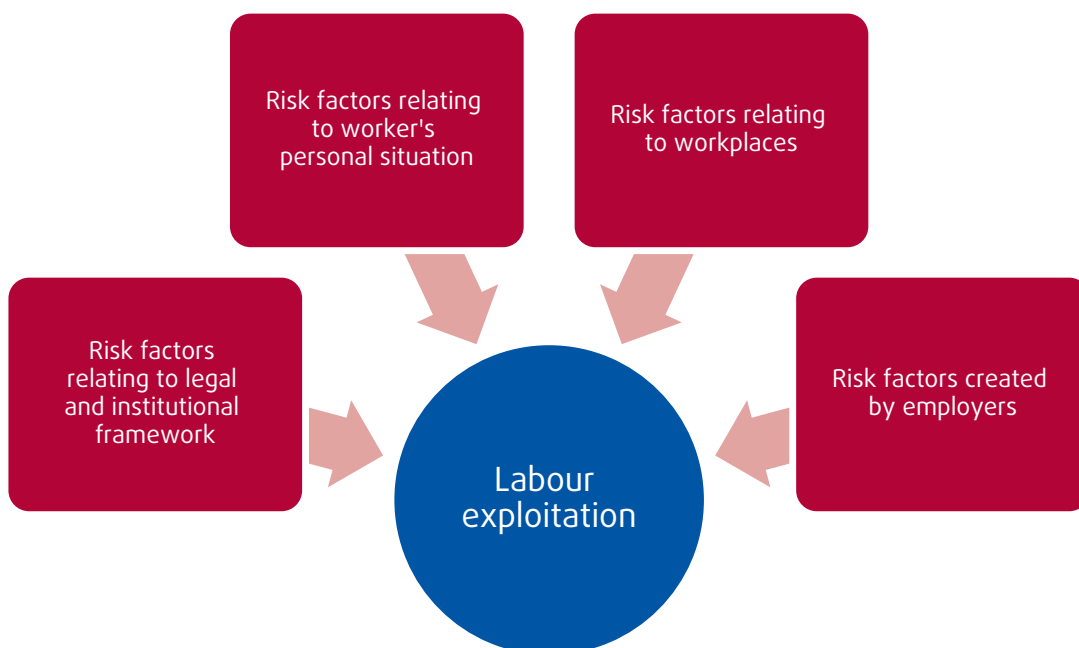 Risk factors relating
to worker's
personal situation
Risk factors relating
to workplaces
Risk factors
relating to legal
and institutional
framework
Risk factors created
by employers
Labour
exploitation